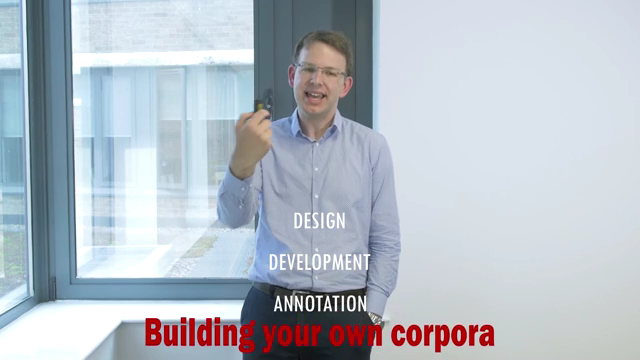 DESIGN
DEVELOPMENT
ANNOTATION
Building your own corpora